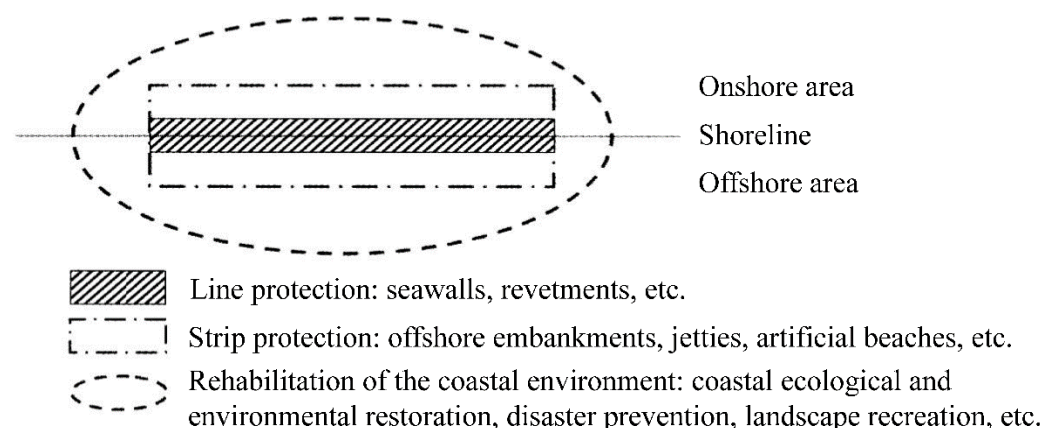 Onshore area
Shoreline
Offshore area
Line protection: seawalls, revetments, etc.
Strip protection: offshore embankments, jetties, artificial beaches, etc.
Rehabilitation of the coastal environment: coastal ecological and
environmental restoration, disaster prevention, landscape recreation, etc.